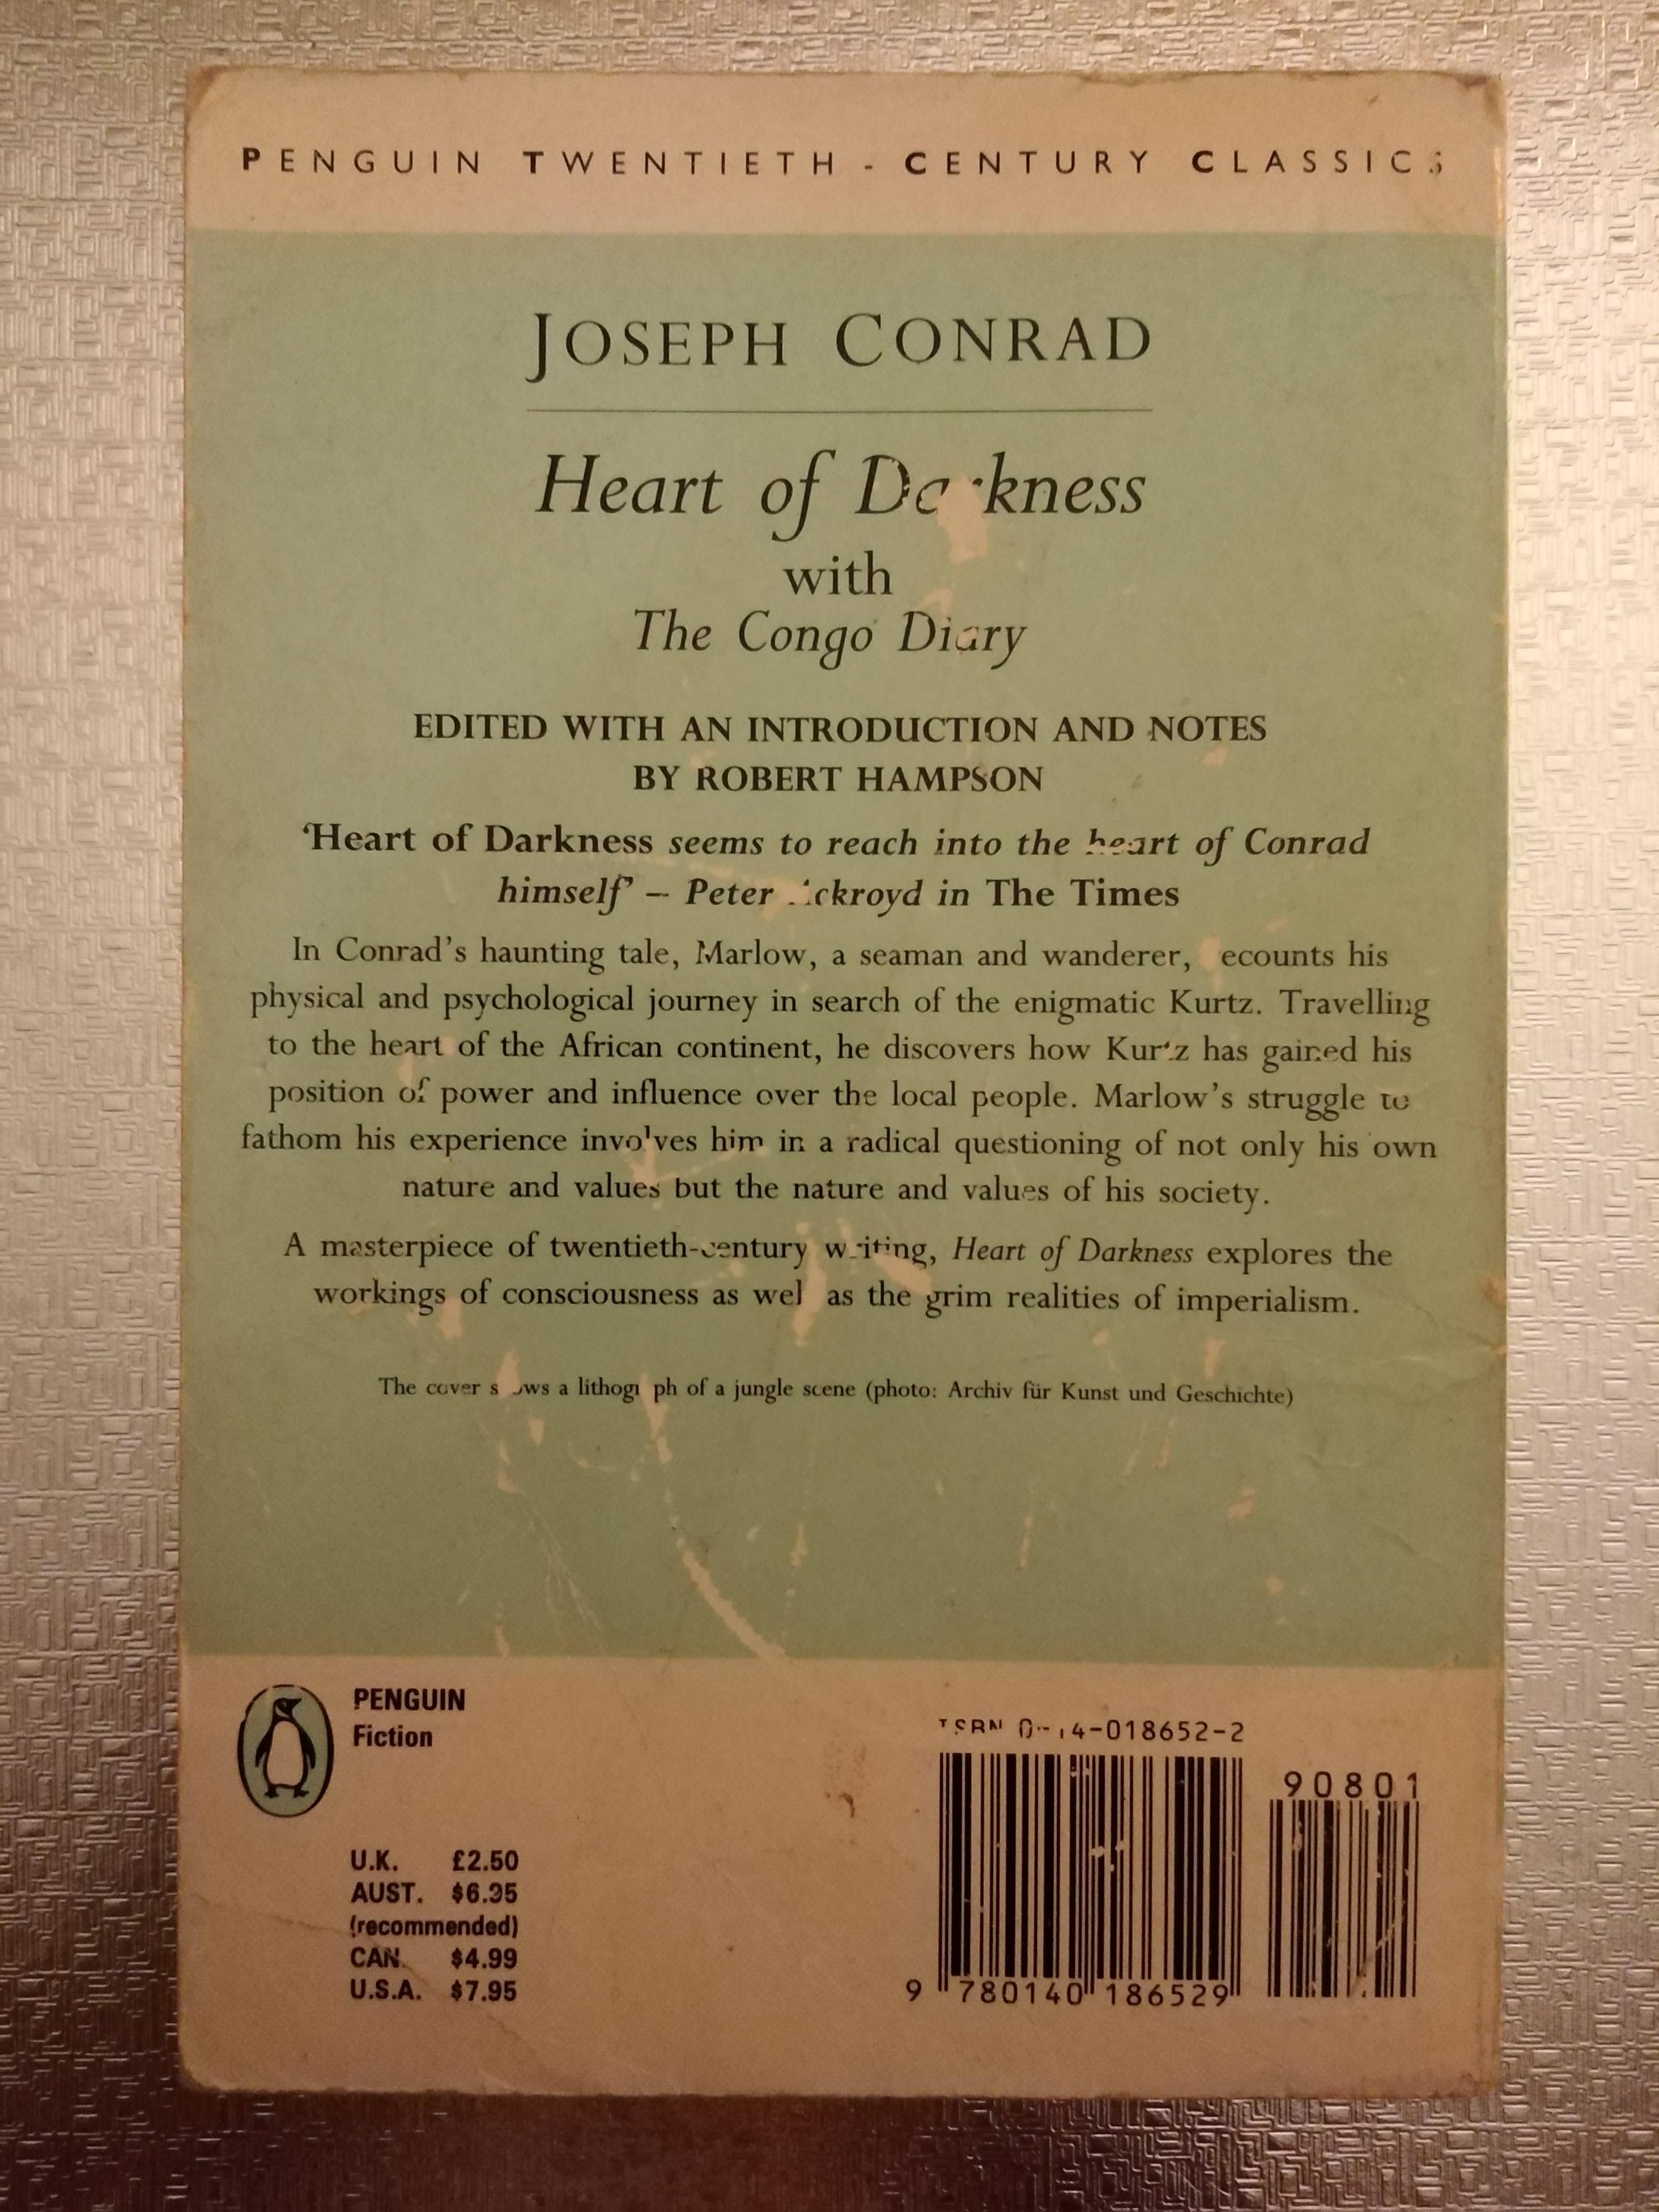 PENGUIN TWENTIETH-CENTURY CLASSICS
JOSEPH CONRAD
Heart of Darkness
with
The Congo Diary
EDITED WITH AN INTRODUCTION AND NOTES
BY ROBERT HAMPSON
‘Heart of Darkness seems to reach into the heart of Conrad
himself’ – Peter Ackroyd in The Times
In Conrad’s haunting tale, Marlow, a seaman and wanderer, recounts his
physical and psychological journey in search of the enigmatic Kurtz. Travelling
to the heart of the African continent, he discovers how Kurtz has gained his
position of power and influence over the local people. Marlow’s struggle to
fathom his experience involves him in a radical questioning of not only his own
nature and values but the nature and values of his society.
A masterpiece of twentieth-century writing, Heart of Darkness explores the
workings of consciousness as well as the grim realities of imperialism.
The cover shows a lithograph of a jungle scene (photo: Archiv für Kunst und Geschichte)
PENGUIN
Fiction
U.K. £2.50
AUST. $6.95
(recommended)
CAN. $4.99
U.S.A. $7.95
ISBN 0-14-018652-2
90801
9 780140 186529